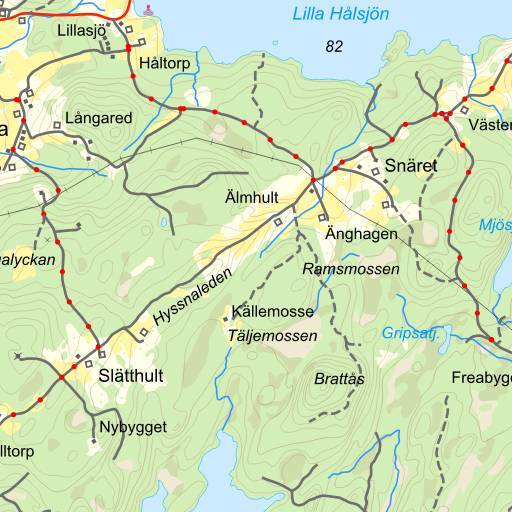 Lilla Hålsjön
Lillasjö
82
Håltorp
Långared
Väster
a
Snäret
Älmhult
Änghagen
Mjös
alyckan
Ramsmossen
Hyssnaleden
Källemosse
Täljemossen
Gripsatj.
Slätthult
Brattås
Freabyge
Nybygget
lltorp